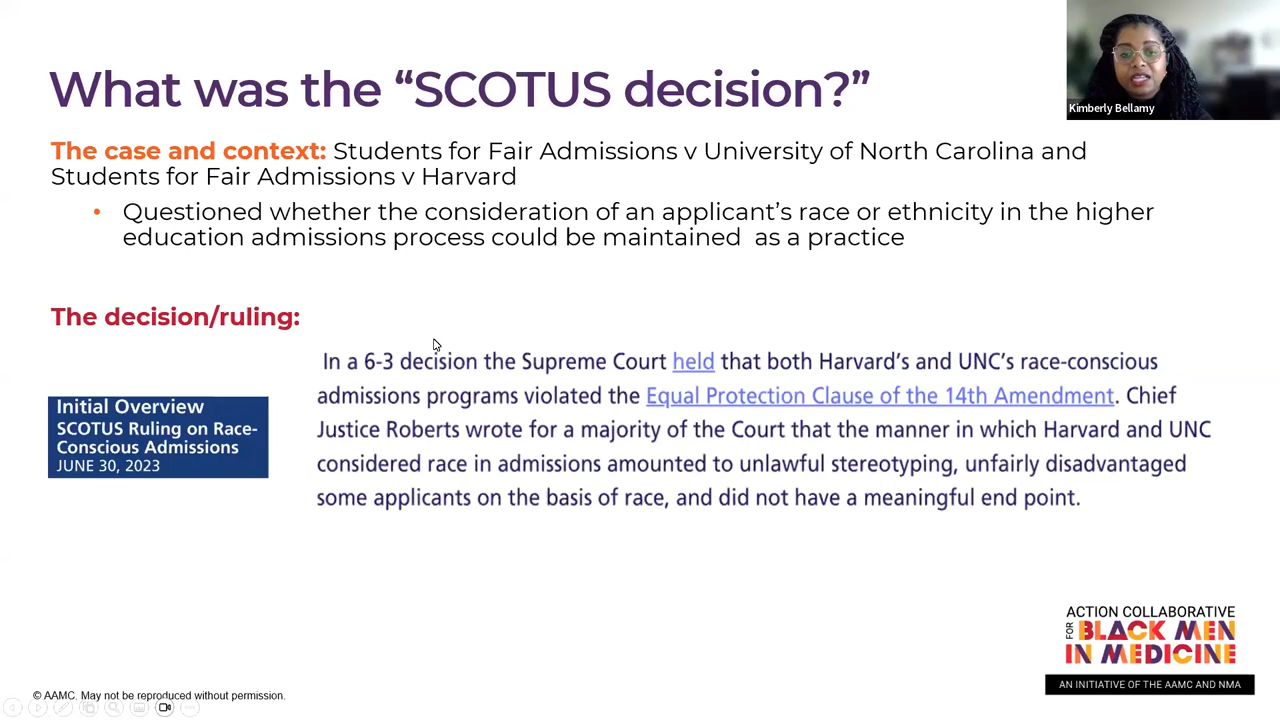 What was the “SCOTUS decision?”
Kimberly Bellamy
The case and context: Students for Fair Admissions v University of North Carolina and
Students for Fair Admissions v Harvard
• Questioned whether the consideration of an applicant’s race or ethnicity in the higher
education admissions process could be maintained  as a practice
The decision/ruling:
In a 6-3 decision the Supreme Court held that both Harvard’s and UNC’s race-conscious
admissions programs violated the Equal Protection Clause of the 14th Amendment. Chief
Justice Roberts wrote for a majority of the Court that the manner in which Harvard and UNC
considered race in admissions amounted to unlawful stereotyping, unfairly disadvantaged
some applicants on the basis of race, and did not have a meaningful end point.
Initial Overview
SCOTUS Ruling on Race-
Conscious Admissions
JUNE 30, 2023
ACTION COLLABORATIVE
FOR BLACK MEN
IN MEDICINE
AN INITIATIVE OF THE AAMC AND NMA
© AAMC. May not be reproduced without permission.